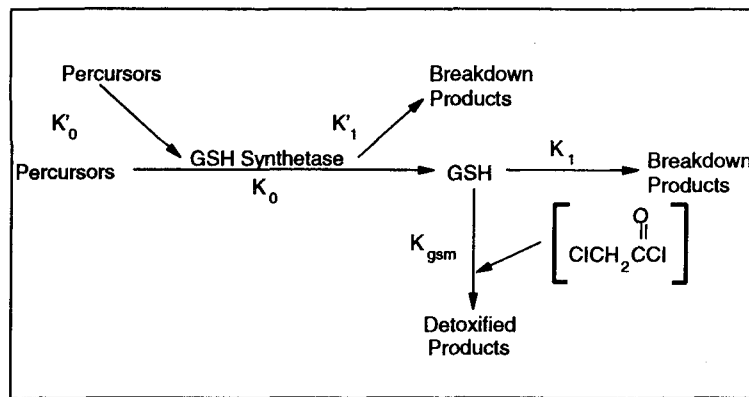 Percursors
Breakdown
Products
K'0
K'1
GSH Synthetase
Percursors
K0
GSH
K1
Breakdown
Products
Kgsm
O
ClCH2CCl
Detoxified
Products